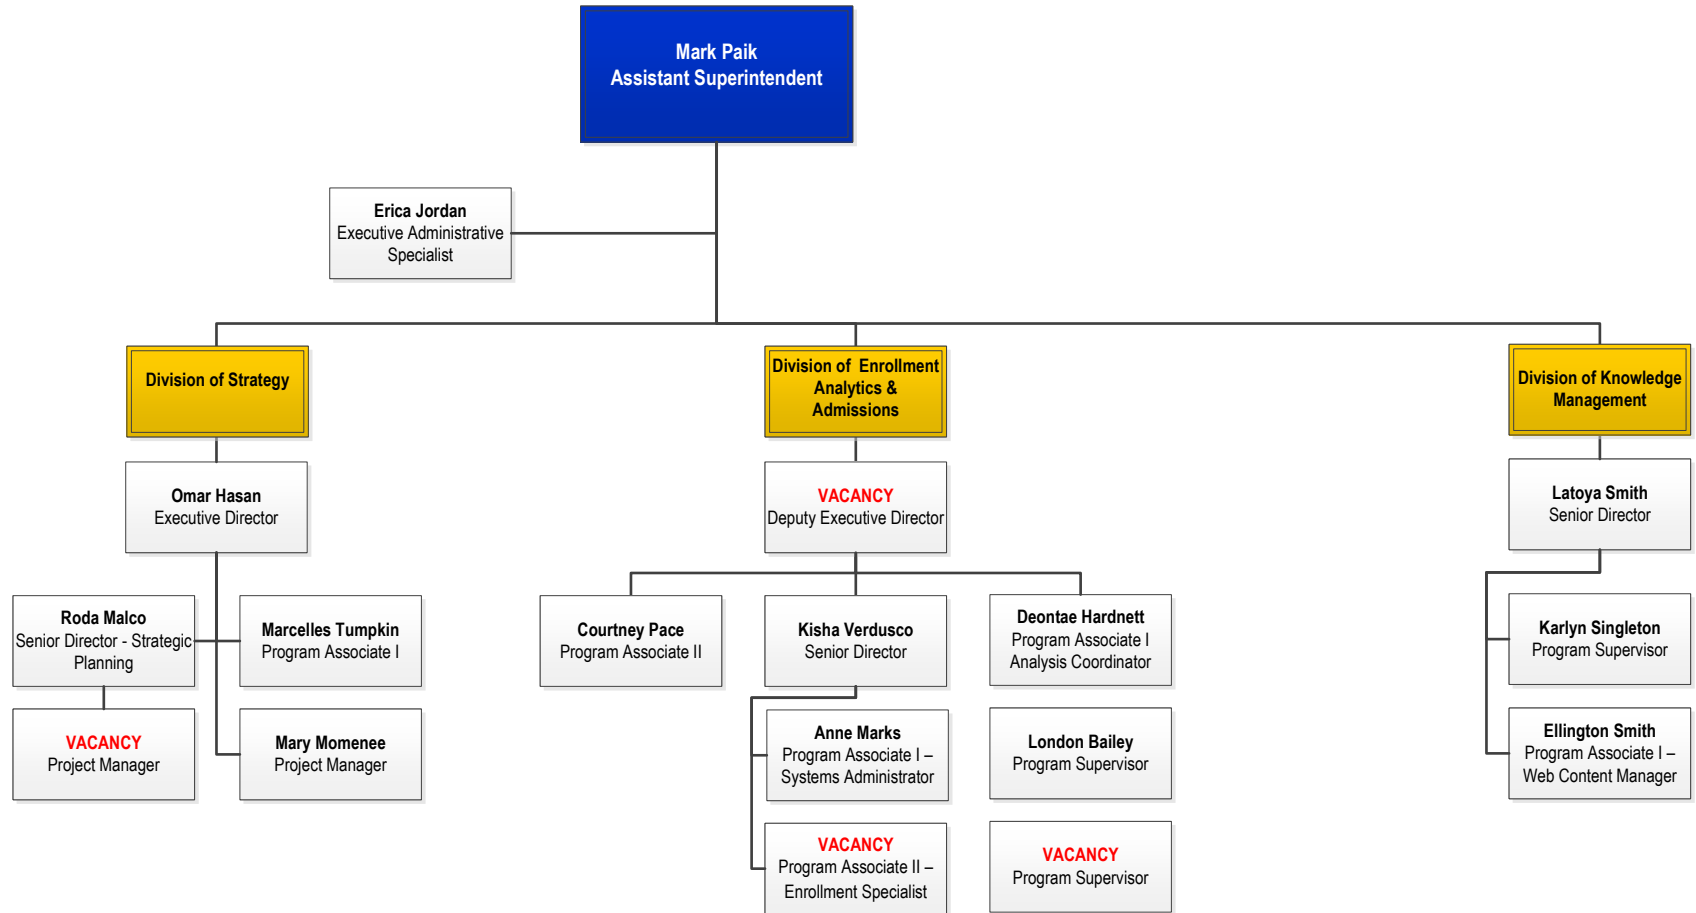 Mark Paik
Assistant Superintendent
Erica Jordan
Executive Administrative
Specialist
Division of Strategy
Division of  Enrollment
Analytics &
Admissions
Division of Knowledge
Management
Omar Hasan
Executive Director
VACANCY
Deputy Executive Director
Latoya Smith
Senior Director
Roda Malco
Senior Director - Strategic
Planning
Marcelles Tumpkin
Program Associate I
Courtney Pace
Program Associate II
Kisha Verdusco
Senior Director
Deontae Hardnett
Program Associate I
Analysis Coordinator
Karlyn Singleton
Program Supervisor
VACANCY
Project Manager
Mary Momenee
Project Manager
Anne Marks
Program Associate I –
Systems Administrator
London Bailey
Program Supervisor
Ellington Smith
Program Associate I –
Web Content Manager
VACANCY
Program Associate II –
Enrollment Specialist
VACANCY
Program Supervisor